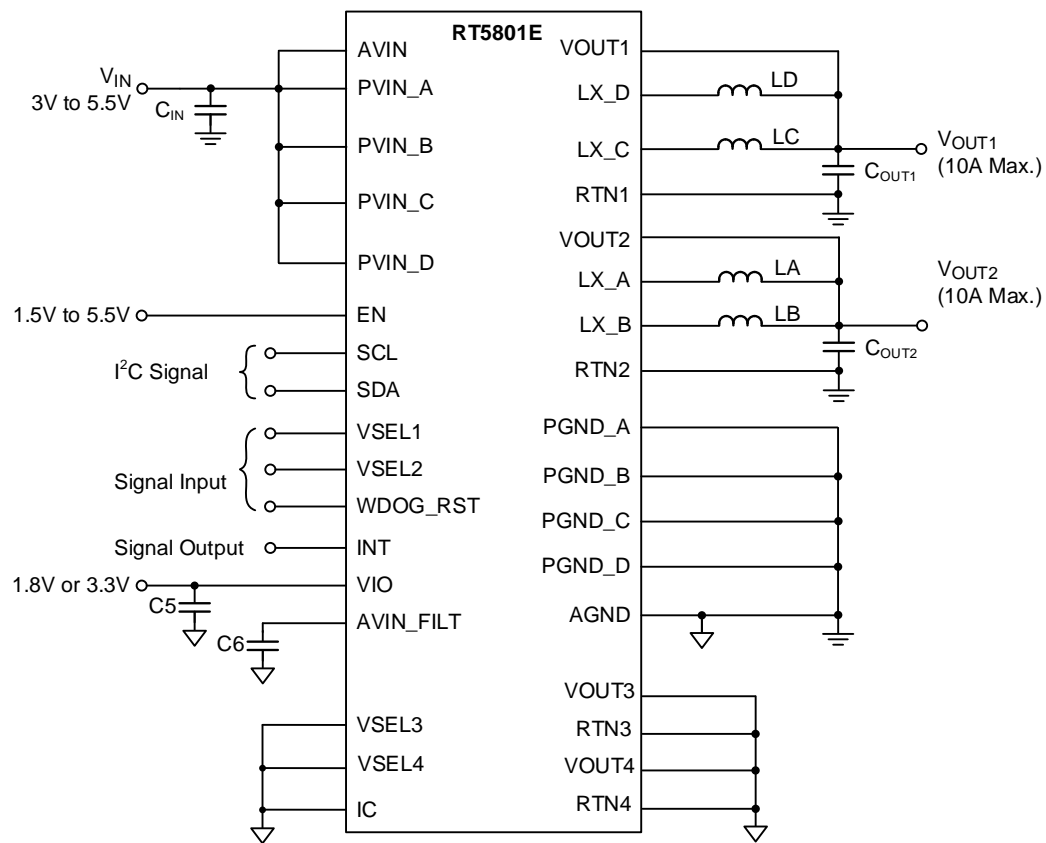 RT5801E
V_IN
3V to 5.5V
C_IN
AVIN
PVIN_A
PVIN_B
PVIN_C
PVIN_D
1.5V to 5.5V
EN
I²C Signal
SCL
SDA
Signal Input
VSEL1
VSEL2
WDOG_RST
Signal Output
INT
1.8V or 3.3V
VIO
C5
AVIN_FILT
C6
VSEL3
VSEL4
IC
VOUT1
LX_D
LD
LX_C
LC
RTN1
V_OUT1
(10A Max.)
C_OUT1
VOUT2
LX_A
LA
LX_B
LB
RTN2
V_OUT2
(10A Max.)
C_OUT2
PGND_A
PGND_B
PGND_C
PGND_D
AGND
VOUT3
RTN3
VOUT4
RTN4